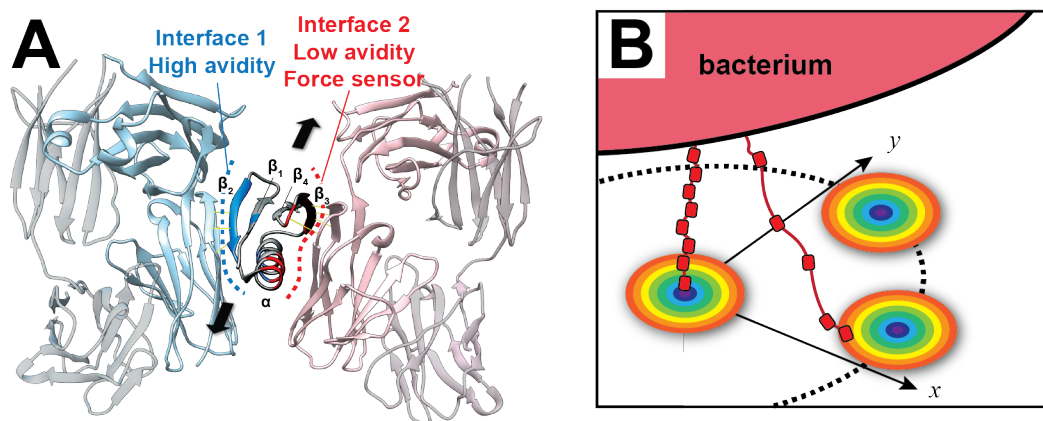 A
Interface 1
High avidity
Interface 2
Low avidity
Force sensor
β1
β2
β4
β3
α
B
bacterium
y
x